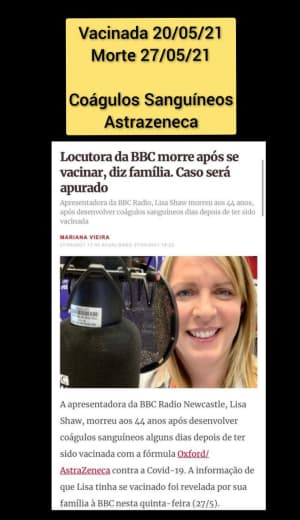 Vacinada 20/05/21
Morte 27/05/21
Coágulos Sanguíneos
Astrazeneca
Locutora da BBC morre após se
vacinar, diz família. Caso será
apurado
Apresentadora da BBC Radio, Lisa Shaw morreu aos 44 anos,
após desenvolver coágulos sanguíneos dias depois de ter sido
vacinada
MARIANA VIEIRA
A apresentadora da BBC Radio Newcastle, Lisa
Shaw, morreu aos 44 anos após desenvolver
coágulos sanguíneos alguns dias depois de ter
sido vacinada com a fórmula Oxford/
AstraZeneca contra a Covid-19. A informação de
que Lisa tinha se vacinado foi revelada por sua
família à BBC nesta quinta-feira (27/5).